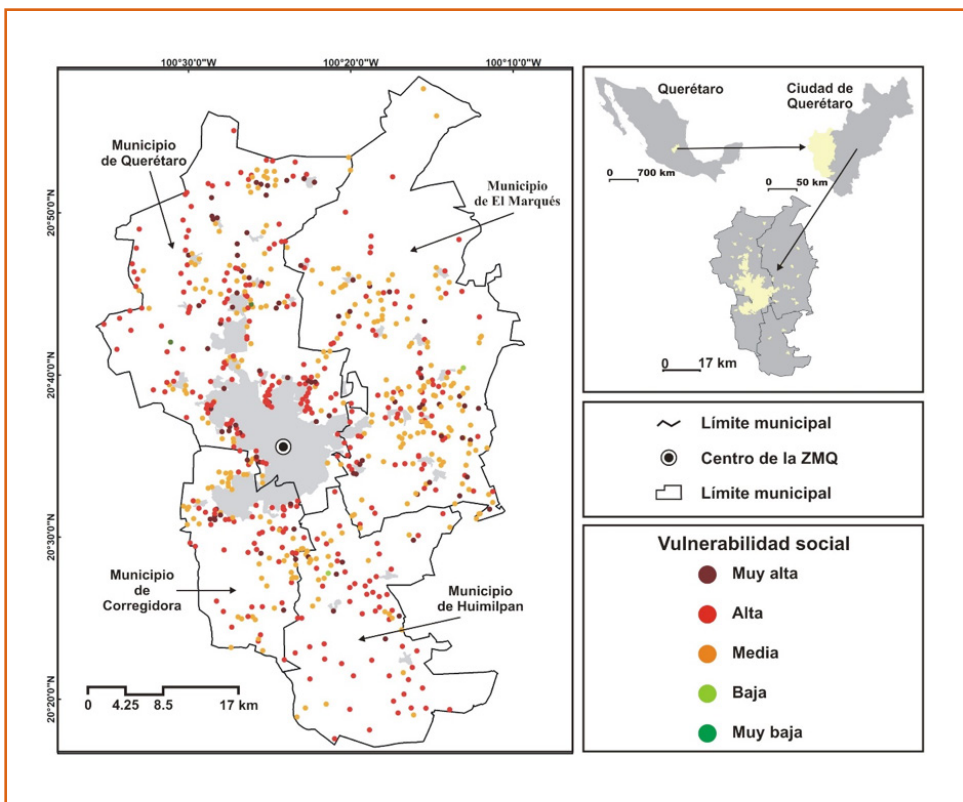 100°30'0"W
100°20'0"W
100°10'0"W
20°50'0"N
20°40'0"N
20°30'0"N
20°20'0"N
Municipio
de Querétaro
Municipio
de El Marqués
Municipio
de
Corregidora
Municipio
de Huimilpan
0 4.25 8.5 17 km
Querétaro
Ciudad de
Querétaro
0 700 km
0 50 km
0 17 km
Límite municipal
Centro de la ZMQ
Límite municipal
Vulnerabilidad social
Muy alta
Alta
Media
Baja
Muy baja